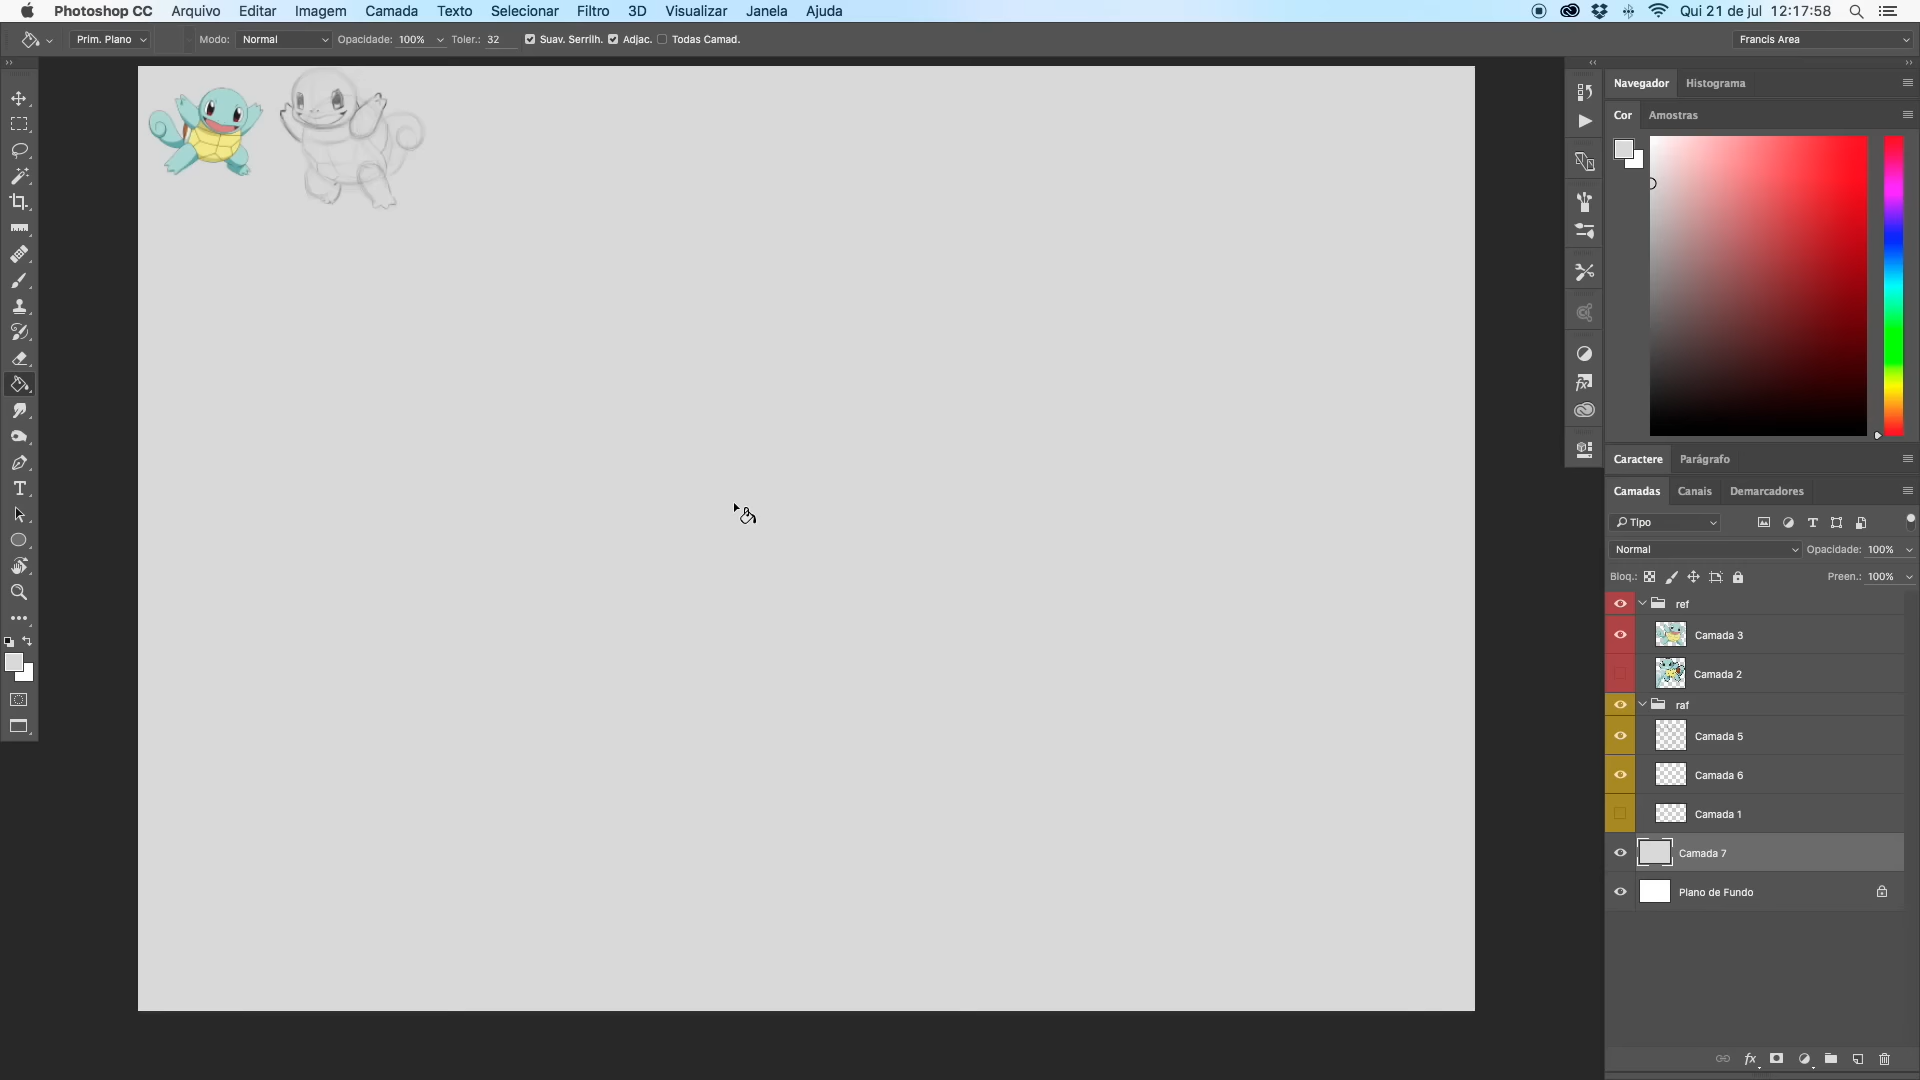 Photoshop CC Arquivo Editar Imagem Camada Texto Selecionar Filtro 3D Visualizar Janela Ajuda Qui 21 de jul 12:17:58
Prim. Plano Modo: Normal Opacidade: 100% Toler.: 32 Suav. Serrilh. Adjac. Todas Camad. Francis Area
Navegador Histograma
Cor Amostras
Caractere Parágrafo
Camadas Canais Demarcadores
Tipo
Normal Opacidade: 100%
Bloq.: Preen.: 100%
ref
Camada 3
Camada 2
raf
Camada 5
Camada 6
Camada 1
Camada 7
Plano de Fundo